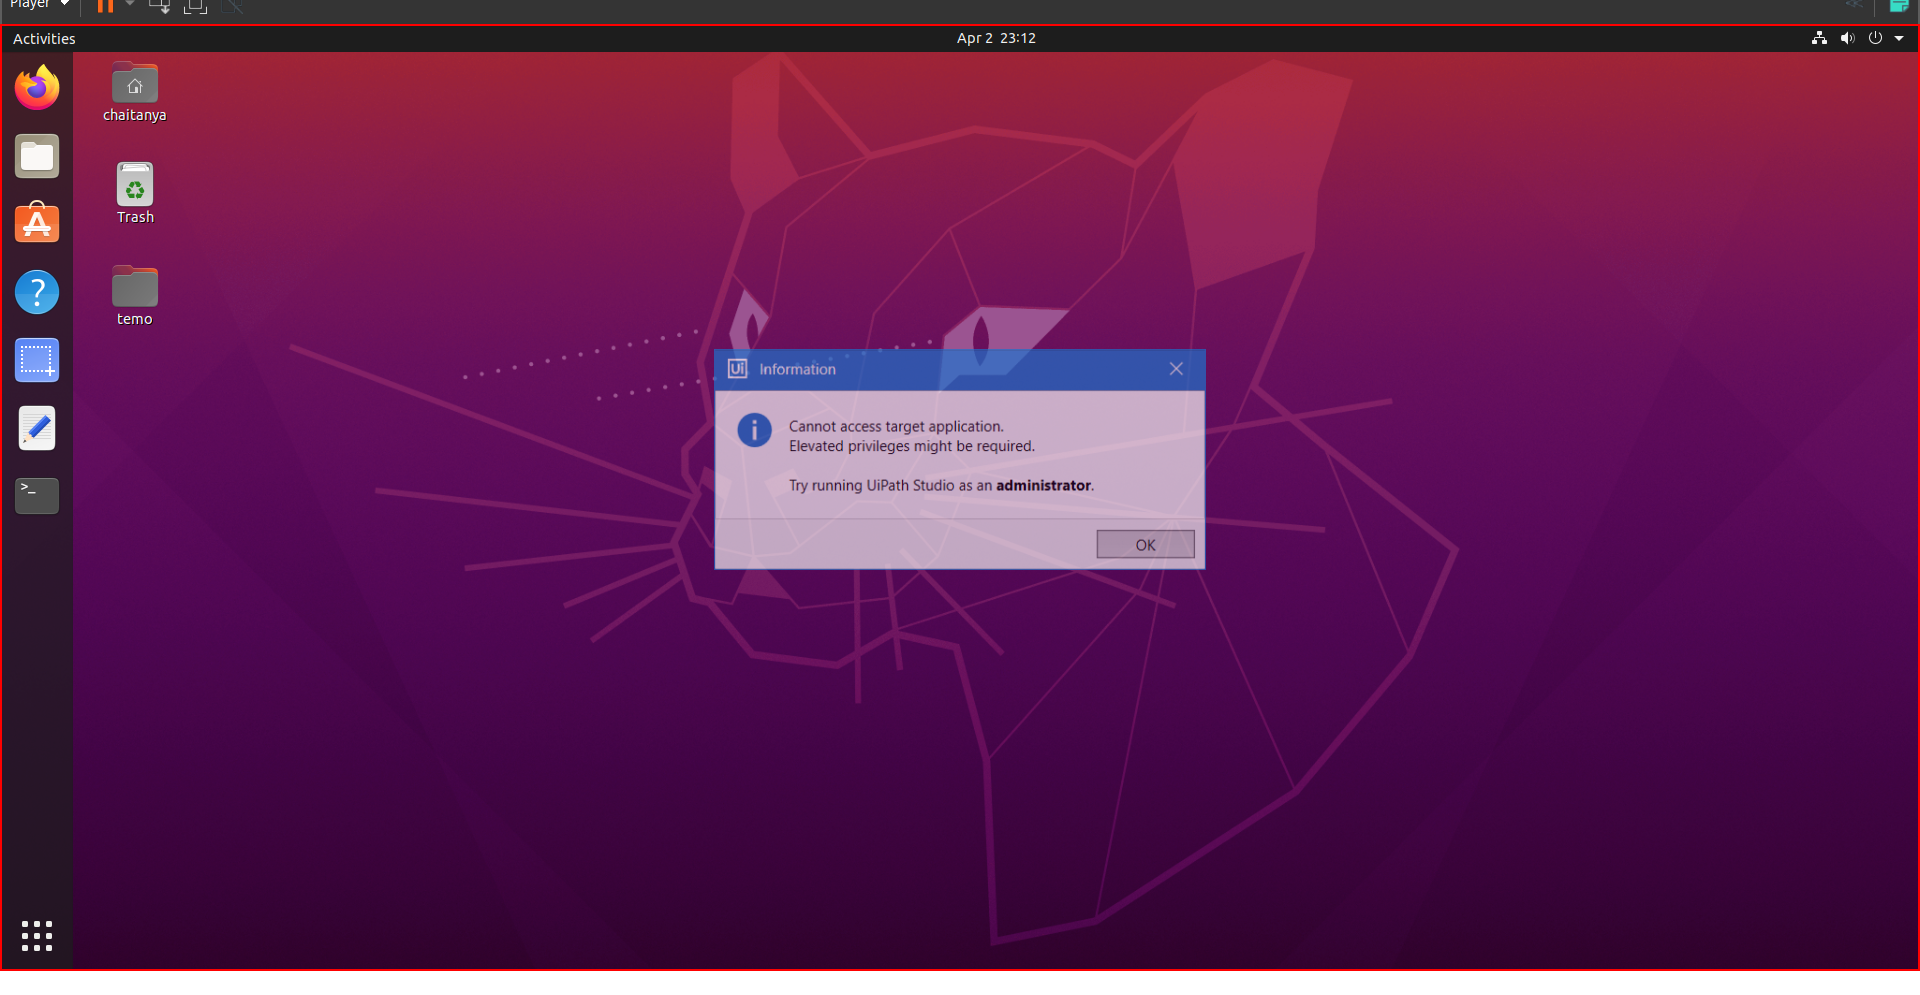 Player
Activities
Apr 2 23:12
chaitanya
Trash
temo
Ui Information
Cannot access target application.
Elevated privileges might be required.
Try running UiPath Studio as an administrator.
OK